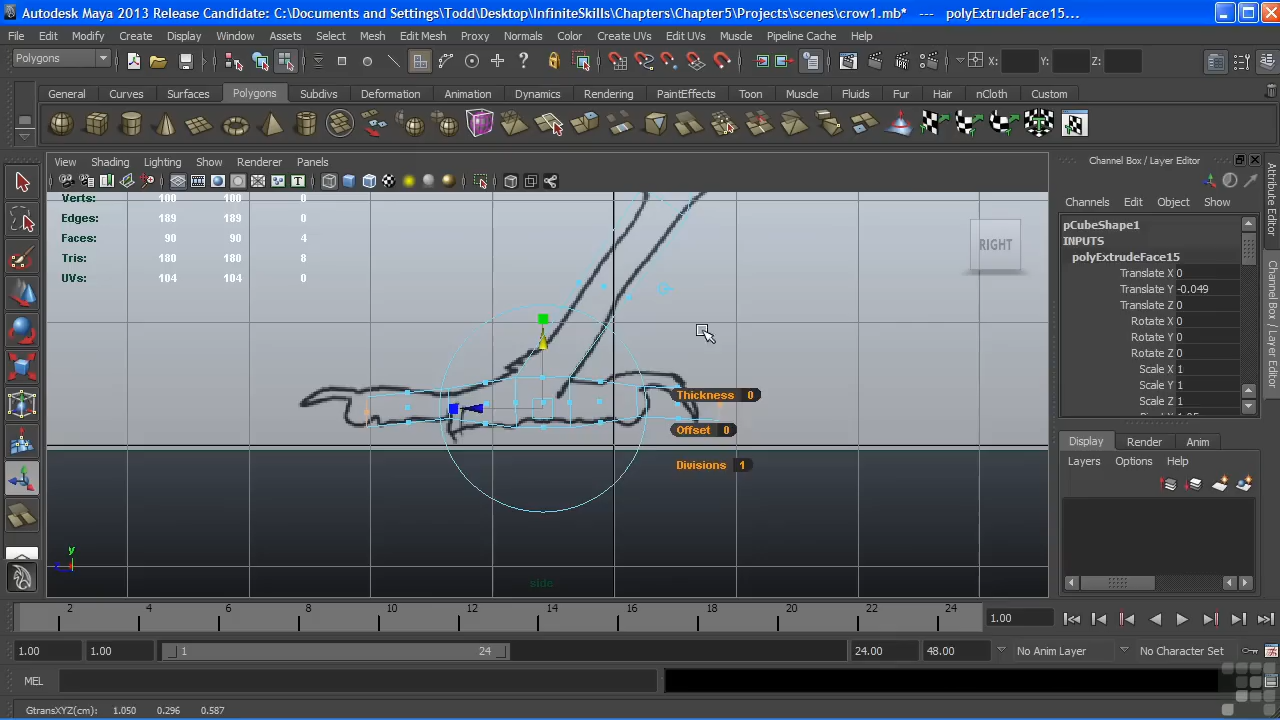 Autodesk Maya 2013 Release Candidate: C:\Documents and Settings\Todd\Desktop\InfiniteSkills\Chapters\Chapter5\Projects\scenes\crow1.mb* --- polyExtrudeFace15...
File Edit Modify Create Display Window Assets Select Mesh Edit Mesh Proxy Normals Color Create UVs Edit UVs Muscle Pipeline Cache Help
Polygons X: Y: Z:
General Curves Surfaces Polygons Subdivs Deformation Animation Dynamics Rendering PaintEffects Toon Muscle Fluids Fur Hair nCloth Custom
View Shading Lighting Show Renderer Panels
Verts: 100 100 0
Edges: 189 189 0
Faces: 90 90 4
Tris: 180 180 8
UVs: 104 104 0
RIGHT
Thickness 0
Offset 0
Divisions 1
y
side
Channel Box / Layer Editor
Channels Edit Object Show
pCubeShape1
INPUTS
polyExtrudeFace15
Translate X 0
Translate Y -0.049
Translate Z 0
Rotate X 0
Rotate Y 0
Rotate Z 0
Scale X 1
Scale Y 1
Scale Z 1
Display Render Anim
Layers Options Help
Attribute Editor
Channel Box / Layer Editor
2 4 6 8 10 12 14 16 18 20 22 24
1.00
1.00 1.00 1 24 24.00 48.00 No Anim Layer No Character Set
MEL
GtransXYZ(cm): 1.050 0.296 0.587